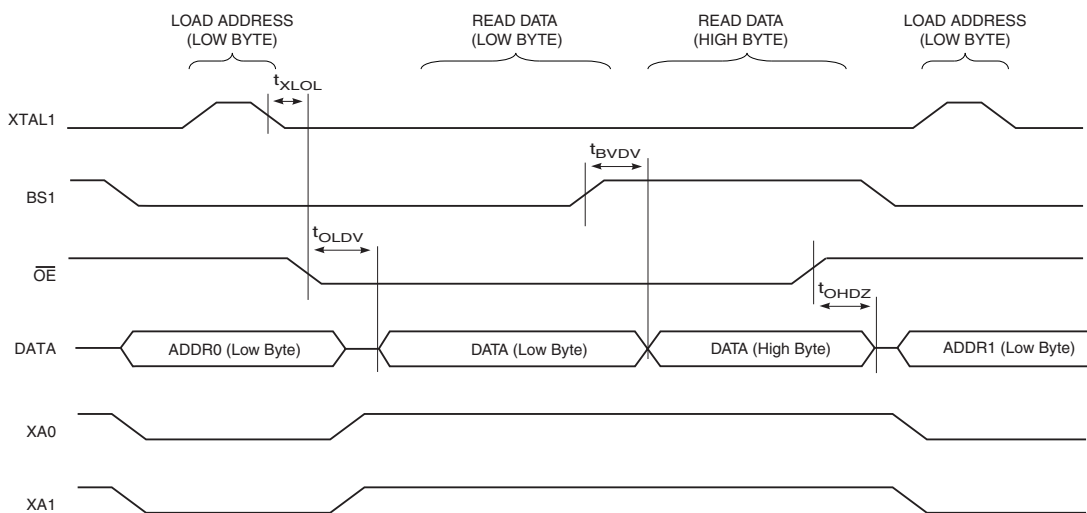 LOAD ADDRESS
(LOW BYTE)
READ DATA
(LOW BYTE)
READ DATA
(HIGH BYTE)
LOAD ADDRESS
(LOW BYTE)
tXLOL
XTAL1
tBVDV
BS1
tOLDV
OE
tOHDZ
DATA
ADDR0 (Low Byte)
DATA (Low Byte)
DATA (High Byte)
ADDR1 (Low Byte)
XA0
XA1